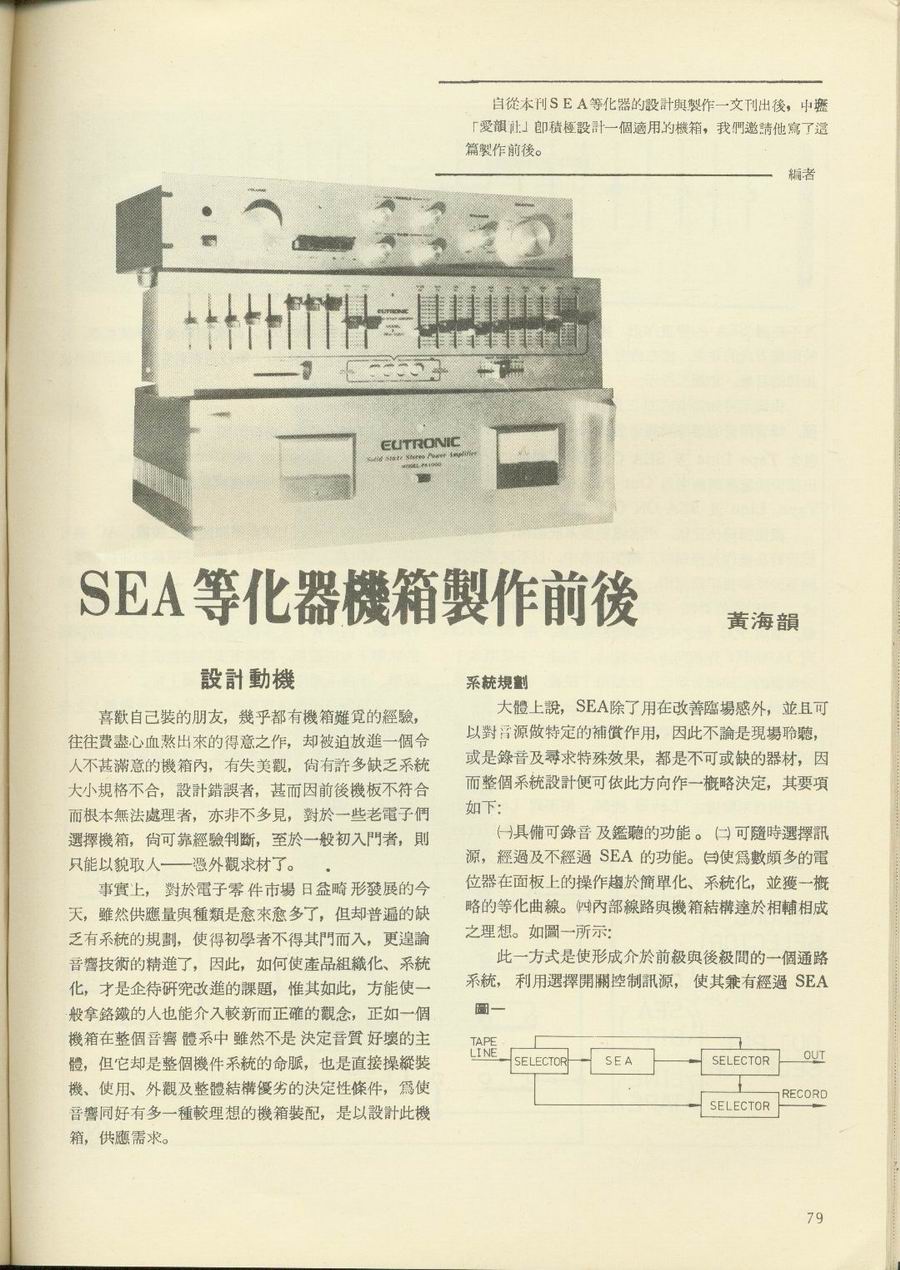 自從本刊SEA等化器的設計與製作一文刊出後，中壢
「愛韻社」卽積極設計一個適用的機箱，我們邀請他寫了這
篇製作前後。
編者
VOLUME
EUTRONIC
EUTRONIC
Solid State Stereo Power Amplifier
MODEL-PA1000
SEA等化器機箱製作前後
黃海韻
設計動機
喜歡自己裝的朋友，幾乎都有機箱難覓的經驗，
往往費盡心血熬出來的得意之作，却被迫放進一個令
人不甚滿意的機箱內，有失美觀，尙有許多缺乏系統
大小規格不合，設計錯誤者，甚而因前後機板不符合
而根本無法處理者，亦非不多見，對於一些老電子們
選擇機箱，尙可靠經驗判斷，至於一般初入門者，則
只能以貌取人——憑外觀求材了。
事實上，對於電子零件市場日益畸形發展的今
天，雖然供應量與種類是愈來愈多了，但却普遍的缺
乏有系統的規劃，使得初學者不得其門而入，更遑論
音響技術的精進了，因此，如何使產品組織化、系統
化，才是企待研究改進的課題，惟其如此，方能使一
般拿鉻鐵的人也能介入較新而正確的觀念，正如一個
機箱在整個音響體系中雖然不是決定音質好壞的主
體，但它却是整個機件系統的命脈，也是直接操縱裝
機、使用、外觀及整體結構優劣的決定性條件，爲使
音響同好有多一種較理想的機箱裝配，是以設計此機
箱，供應需求。
系統規劃
大體上說，SEA除了用在改善臨場感外，並且可
以對音源做特定的補償作用，因此不論是現場聆聽，
或是錄音及尋求特殊效果，都是不可或缺的器材，因
而整個系統設計便可依此方向作一槪略決定，其要項
如下：
㈠具備可錄音及鑑聽的功能。㈡可隨時選擇訊
源，經過及不經過 SEA 的功能。㈢使爲數頗多的電
位器在面板上的操作趨於簡單化、系統化，並獲一槪
略的等化曲線。㈣內部線路與機箱結構達於相輔相成
之理想。如圖一所示：
此一方式是使形成介於前級與後級間的一個通路
系統，利用選擇開關控制訊源，使其兼有經過 SEA
圖一
TAPE
LINE
SELECTOR
SEA
SELECTOR
OUT
SELECTOR
RECORD
79